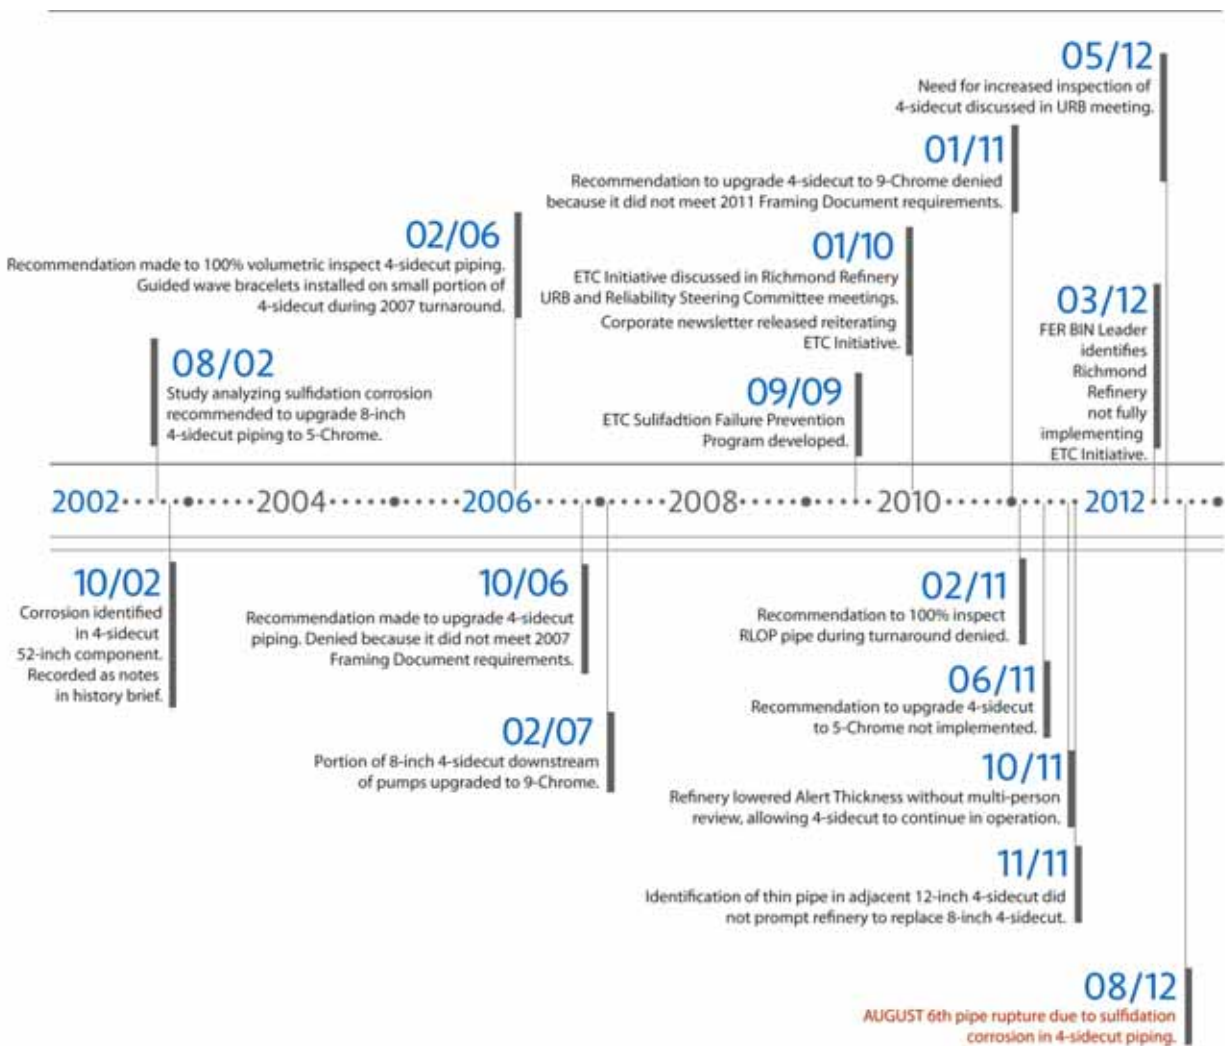 05/12
Need for increased inspection of
4-sidecut discussed in URB meeting.
01/11
Recommendation to upgrade 4-sidecut to 9-Chrome denied
because it did not meet 2011 Framing Document requirements.
02/06
Recommendation made to 100% volumetric inspect 4-sidecut piping.
Guided wave bracelets installed on small portion of
4-sidecut during 2007 turnaround.
01/10
ETC Initiative discussed in Richmond Refinery
URB and Reliability Steering Committee meetings.
Corporate newsletter released reiterating
ETC Initiative.
03/12
FER BIN Leader
identifies
Richmond
Refinery
not fully
implementing
ETC Initiative.
08/02
Study analyzing sulfidation corrosion
recommended to upgrade 8-inch
4-sidecut piping to 5-Chrome.
09/09
ETC Sulifadtion Failure Prevention
Program developed.
2002 2004 2006 2008 2010 2012
10/02
Corrosion identified
in 4-sidecut
52-inch component.
Recorded as notes
in history brief.
10/06
Recommendation made to upgrade 4-sidecut
piping. Denied because it did not meet 2007
Framing Document requirements.
02/07
Portion of 8-inch 4-sidecut downstream
of pumps upgraded to 9-Chrome.
02/11
Recommendation to 100% inspect
RLOP pipe during turnaround denied.
06/11
Recommendation to upgrade 4-sidecut
to 5-Chrome not implemented.
10/11
Refinery lowered Alert Thickness without multi-person
review, allowing 4-sidecut to continue in operation.
11/11
Identification of thin pipe in adjacent 12-inch 4-sidecut did
not prompt refinery to replace 8-inch 4-sidecut.
08/12
AUGUST 6th pipe rupture due to sulfidation
corrosion in 4-sidecut piping.